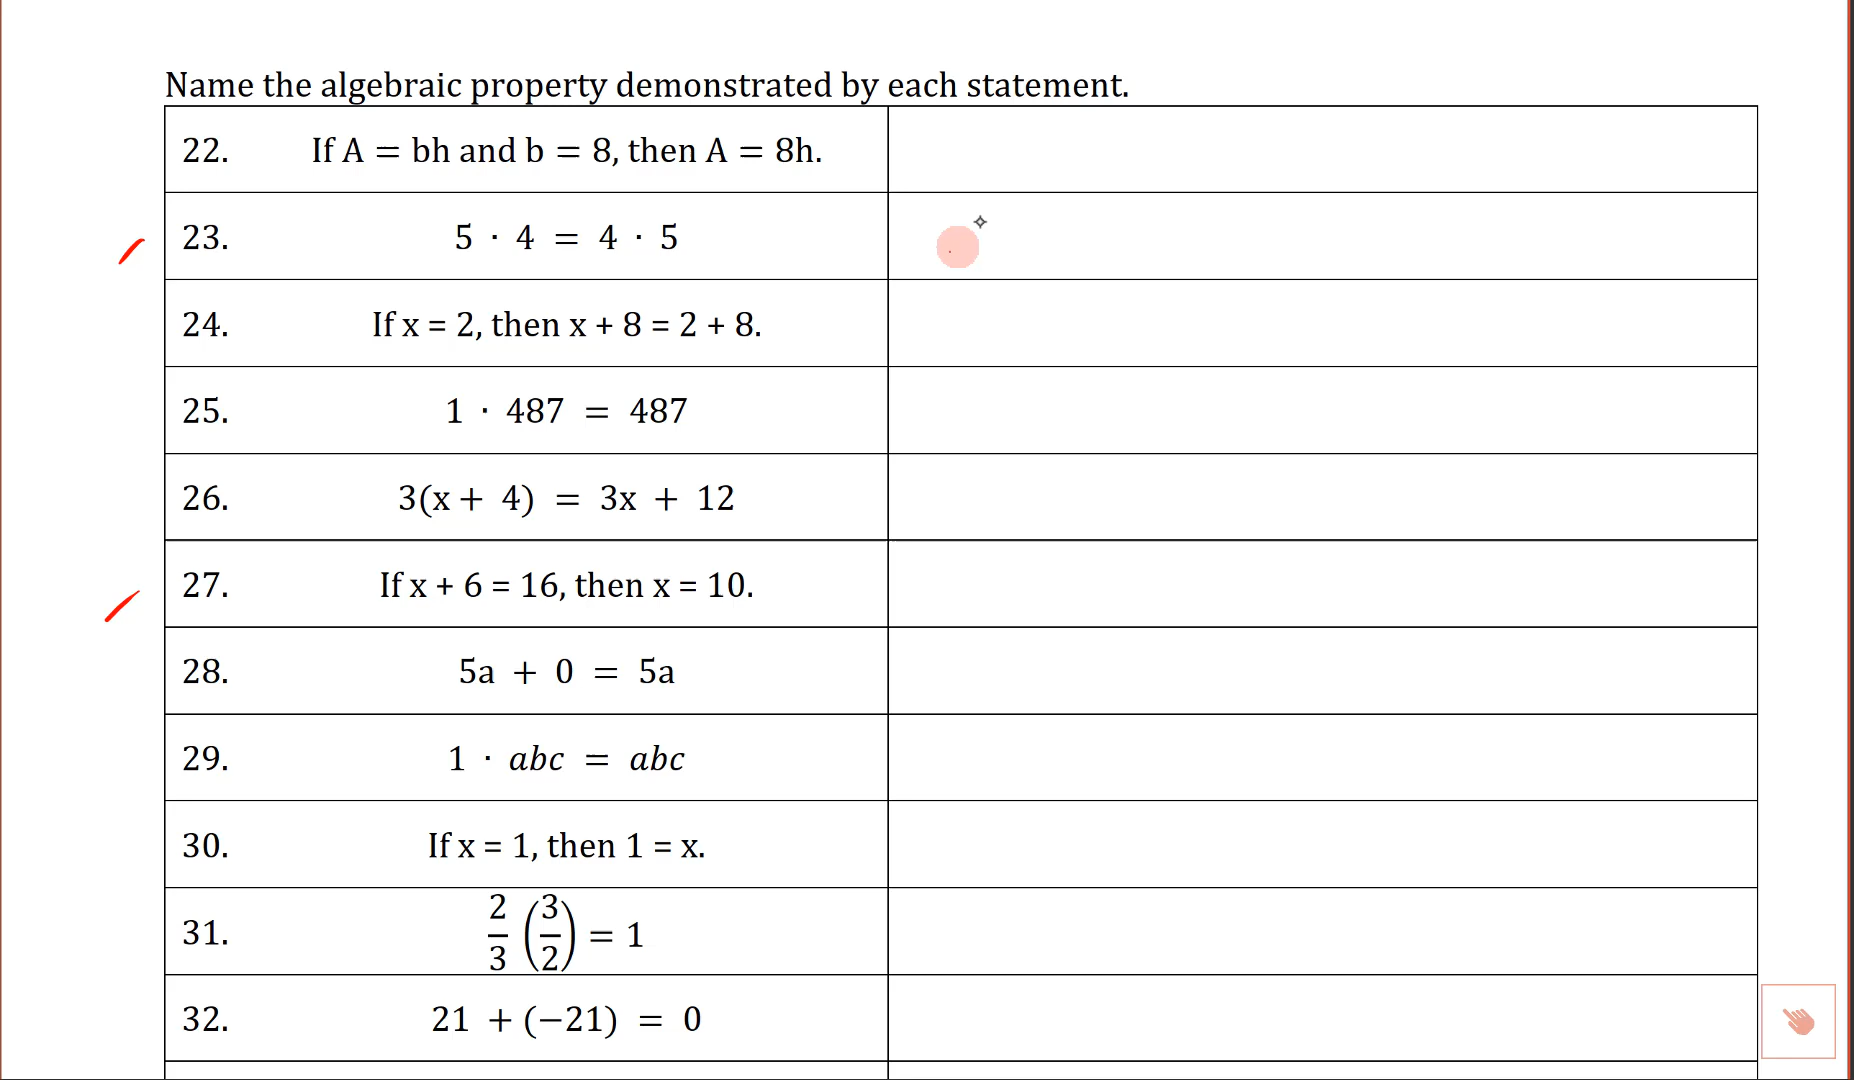 Name the algebraic property demonstrated by each statement.
22. If A = bh and b = 8, then A = 8h.
23. 5 · 4 = 4 · 5
24. If x = 2, then x + 8 = 2 + 8.
25. 1 · 487 = 487
26. 3(x + 4) = 3x + 12
27. If x + 6 = 16, then x = 10.
28. 5a + 0 = 5a
29. 1 · abc = abc
30. If x = 1, then 1 = x.
31. 2/3 (3/2) = 1
32. 21 + (−21) = 0